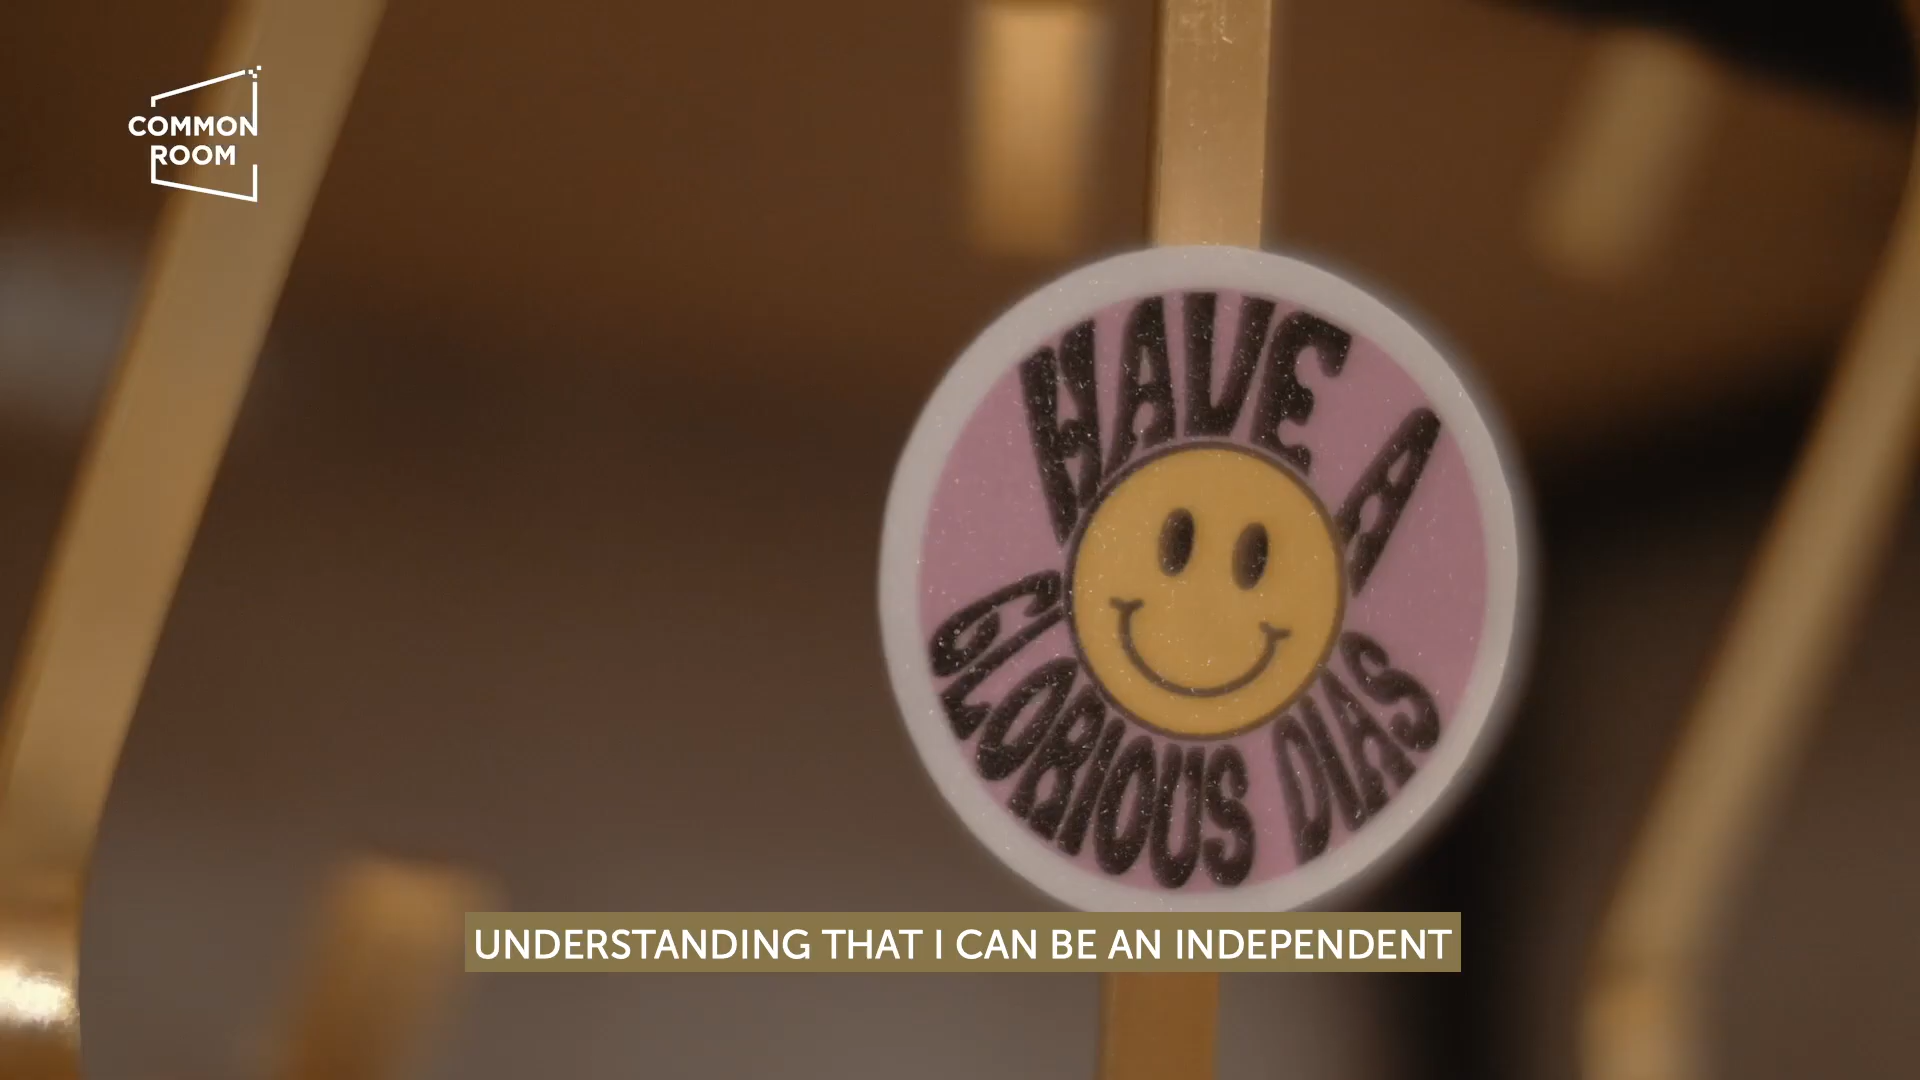 COMMON
ROOM
HAVE A
GLORIOUS DIAS
UNDERSTANDING THAT I CAN BE AN INDEPENDENT